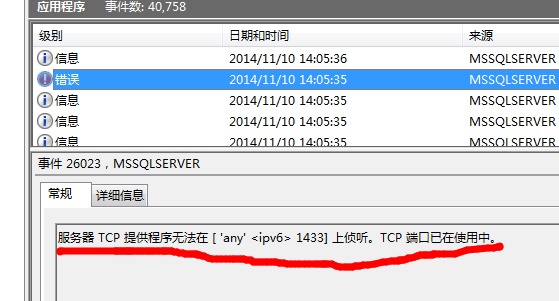 应用程序 事件数: 40,758
级别 日期和时间 来源
信息 2014/11/10 14:05:36 MSSQLSERVER
错误 2014/11/10 14:05:35 MSSQLSERVER
信息 2014/11/10 14:05:35 MSSQLSERVER
信息 2014/11/10 14:05:35 MSSQLSERVER
信息 2014/11/10 14:05:35 MSSQLSERVER
事件 26023，MSSQLSERVER
常规 详细信息
服务器 TCP 提供程序无法在 [ 'any' <ipv6> 1433] 上侦听。TCP 端口已在使用中。